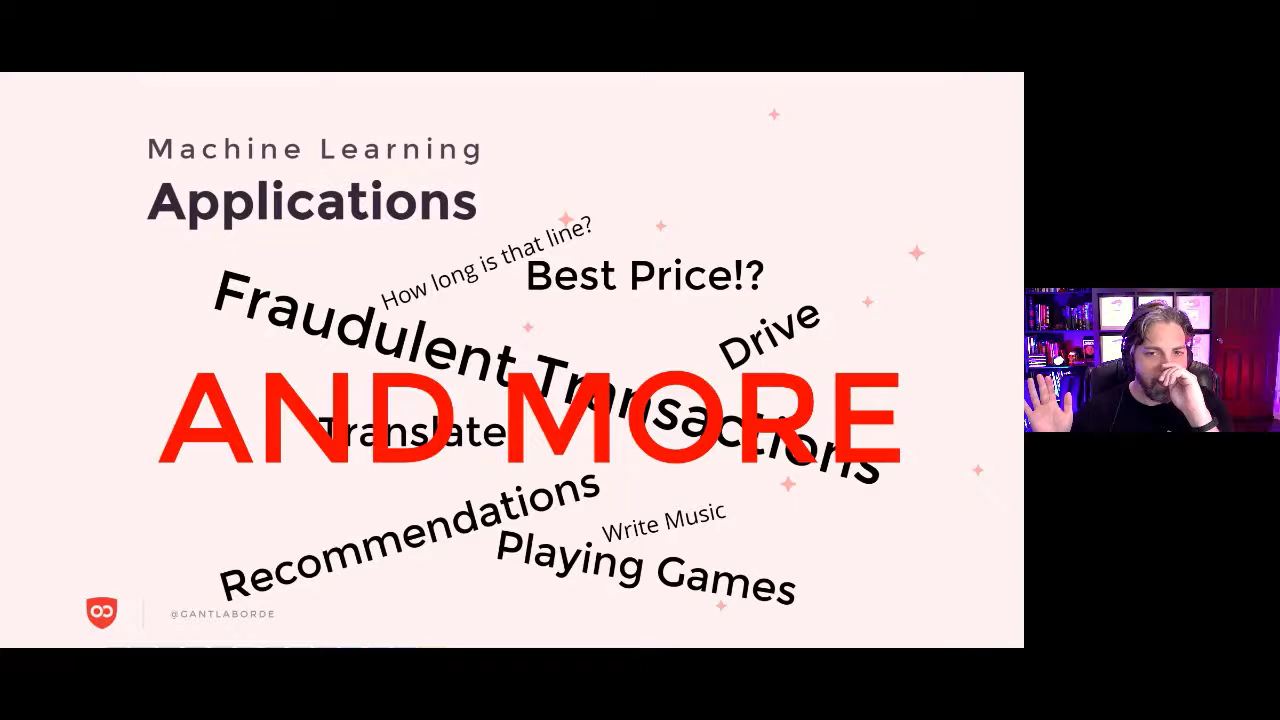 Machine Learning
Applications
How long is that line?
Best Price!?
Fraudulent Transactions
Drive
AND MORE
Translate
Recommendations
Write Music
Playing Games
@GANTLABORDE